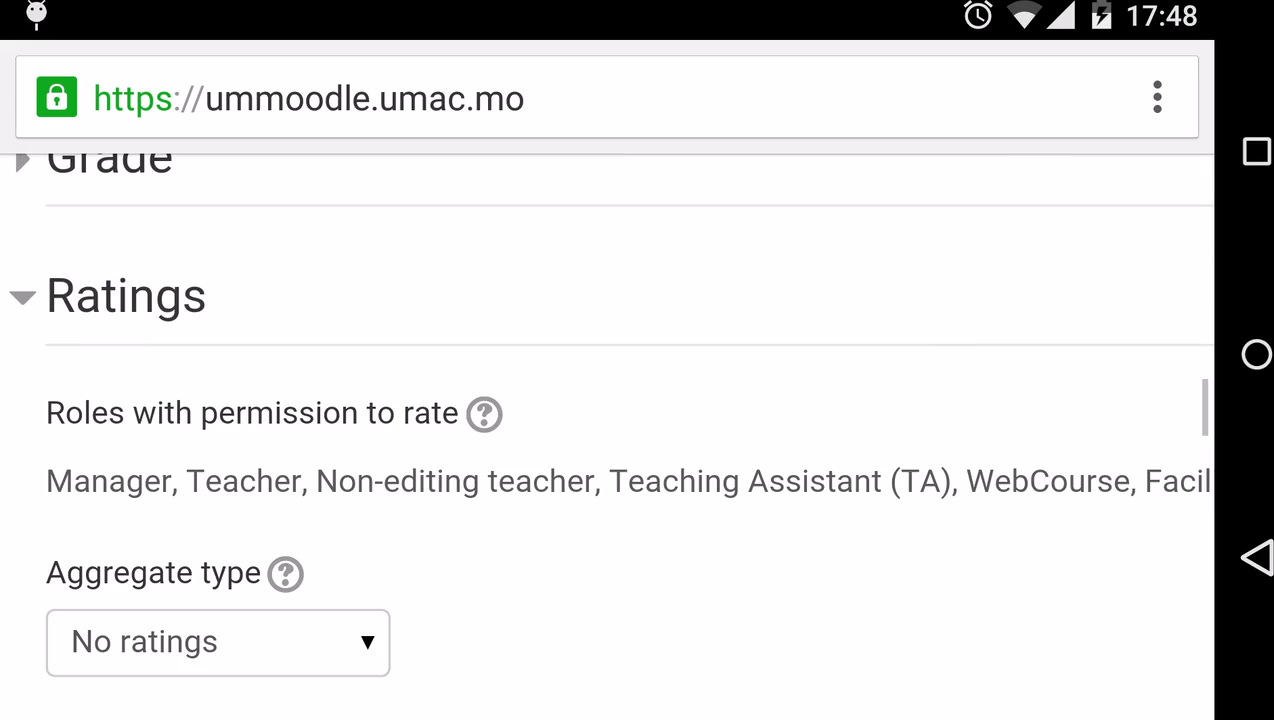 17:48
https://ummoodle.umac.mo
Grade
Ratings
Roles with permission to rate
Manager, Teacher, Non-editing teacher, Teaching Assistant (TA), WebCourse, Facil
Aggregate type
No ratings